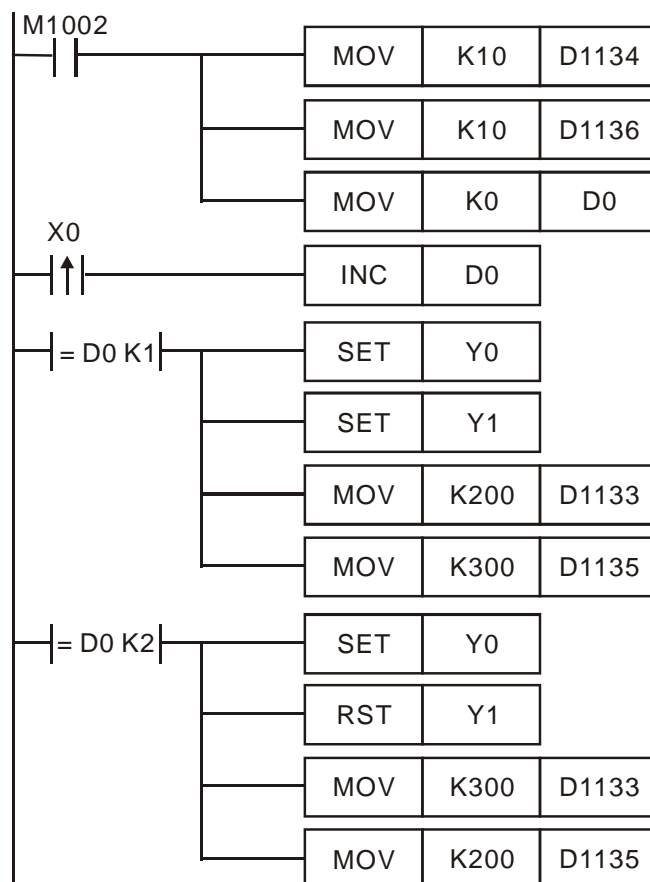 M1002
MOV K10 D1134
MOV K10 D1136
MOV K0 D0
X0
INC D0
= D0 K1 SET Y0
SET Y1
MOV K200 D1133
MOV K300 D1135
= D0 K2 SET Y0
RST Y1
MOV K300 D1133
MOV K200 D1135